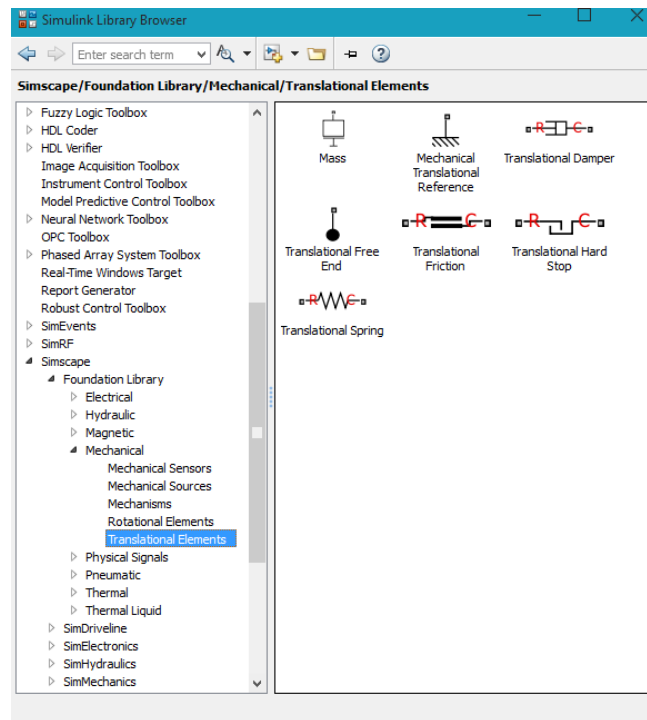 Simulink Library Browser
Enter search term
Simscape/Foundation Library/Mechanical/Translational Elements
Fuzzy Logic Toolbox
HDL Coder
HDL Verifier
Image Acquisition Toolbox
Instrument Control Toolbox
Model Predictive Control Toolbox
Neural Network Toolbox
OPC Toolbox
Phased Array System Toolbox
Real-Time Windows Target
Report Generator
Robust Control Toolbox
SimEvents
SimRF
Simscape
Foundation Library
Electrical
Hydraulic
Magnetic
Mechanical
Mechanical Sensors
Mechanical Sources
Mechanisms
Rotational Elements
Translational Elements
Physical Signals
Pneumatic
Thermal
Thermal Liquid
SimDriveline
SimElectronics
SimHydraulics
SimMechanics
Mass
Mechanical
Translational
Reference
R C
Translational Damper
Translational Free
End
R C
Translational
Friction
R C
Translational Hard
Stop
R C
Translational Spring